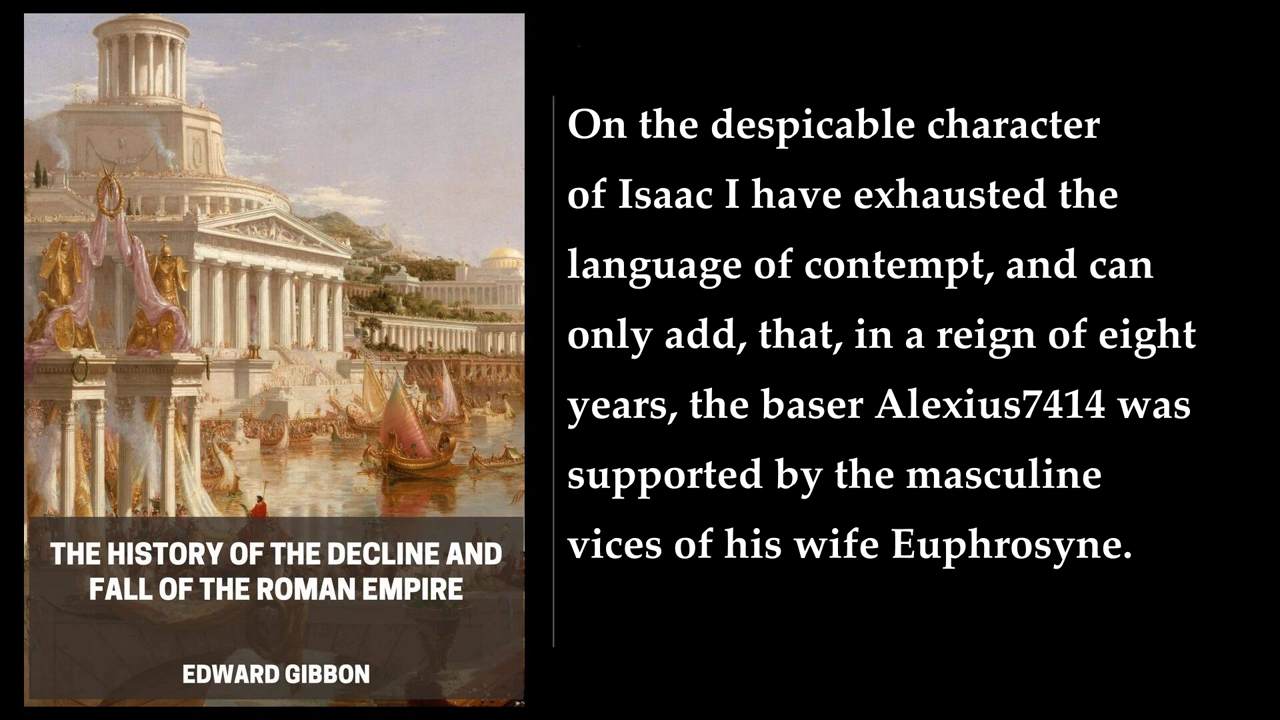 THE HISTORY OF THE DECLINE AND
FALL OF THE ROMAN EMPIRE
EDWARD GIBBON
On the despicable character
of Isaac I have exhausted the
language of contempt, and can
only add, that, in a reign of eight
years, the baser Alexius7414 was
supported by the masculine
vices of his wife Euphrosyne.